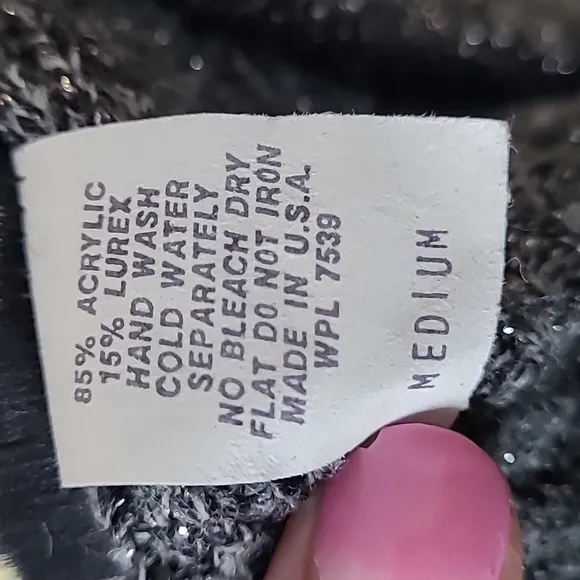 85% ACRYLIC
15% LUREX
HAND WASH
COLD WATER
SEPARATELY
NO BLEACH DRY
FLAT DO NOT IRON
MADE IN U.S.A.
WPL 7539
MEDIUM